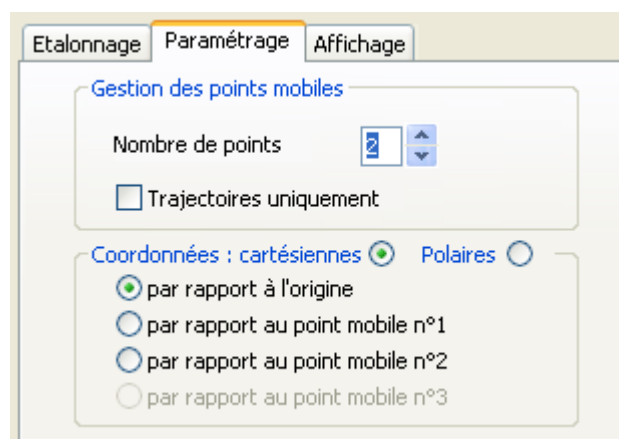 Etalonnage Paramétrage Affichage
Gestion des points mobiles
Nombre de points 2
Trajectoires uniquement
Coordonnées : cartésiennes Polaires
par rapport à l'origine
par rapport au point mobile n°1
par rapport au point mobile n°2
par rapport au point mobile n°3